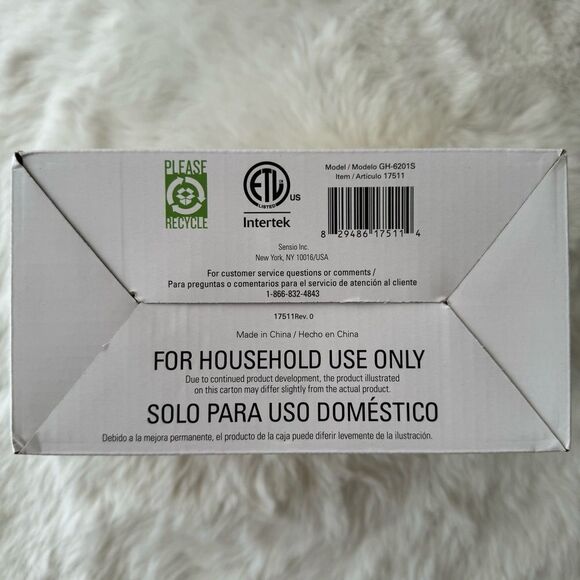 PLEASE
RECYCLE
ETL
LISTED
US
Intertek
Model / Modelo GH-6201S
Item / Artículo 17511
8 29486 17511 4
Sensio Inc.
New York, NY 10016/USA
For customer service questions or comments /
Para preguntas o comentarios para el servicio de atención al cliente
1-866-832-4843
17511Rev. 0
Made in China / Hecho en China
FOR HOUSEHOLD USE ONLY
Due to continued product development, the product illustrated
on this carton may differ slightly from the actual product.
SOLO PARA USO DOMÉSTICO
Debido a la mejora permanente, el producto de la caja puede diferir levemente de la ilustración.